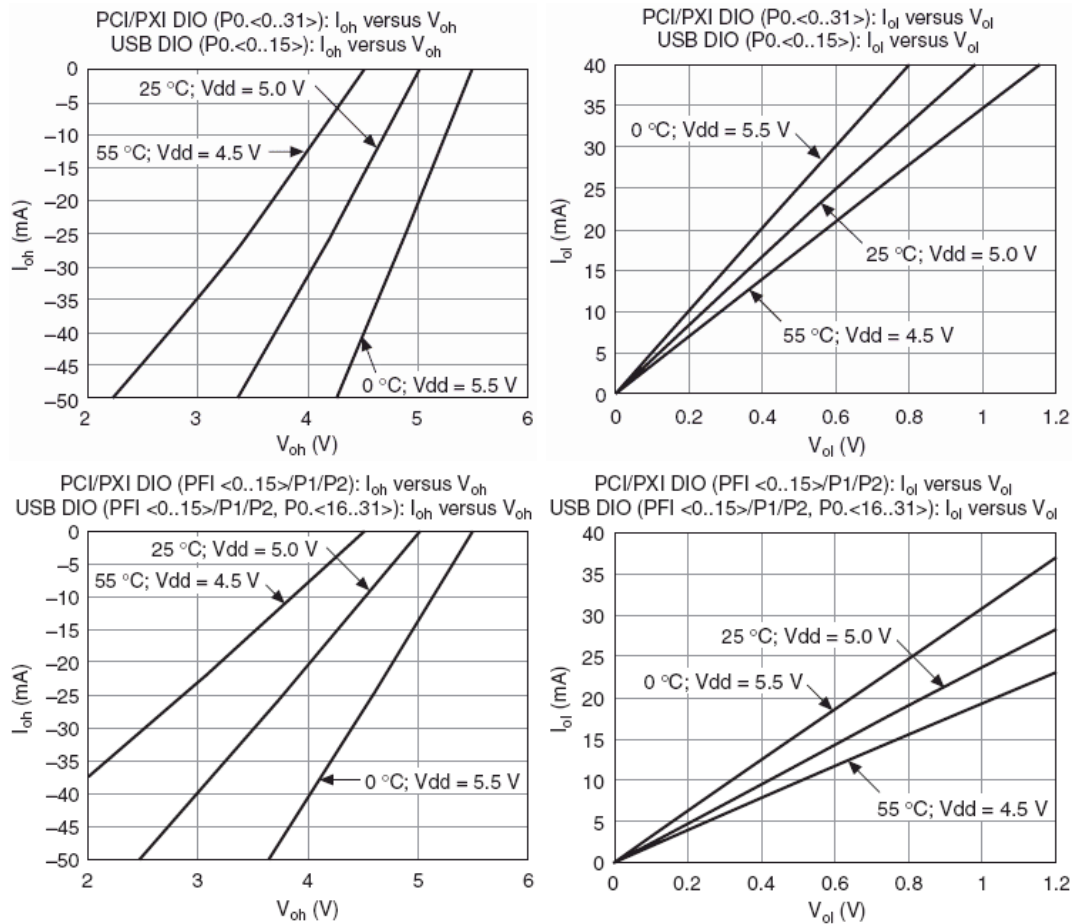 PCI/PXI DIO (P0.<0..31>): Ioh versus Voh
USB DIO (P0.<0..15>): Ioh versus Voh
0
−5
−10
−15
−20
−25
−30
−35
−40
−45
−50
Ioh (mA)
25 °C; Vdd = 5.0 V
55 °C; Vdd = 4.5 V
0 °C; Vdd = 5.5 V
2
3
4
5
6
Voh (V)
PCI/PXI DIO (P0.<0..31>): Iol versus Vol
USB DIO (P0.<0..15>): Iol versus Vol
40
35
30
25
20
15
10
5
0
Iol (mA)
0 °C; Vdd = 5.5 V
25 °C; Vdd = 5.0 V
55 °C; Vdd = 4.5 V
0
0.2
0.4
0.6
0.8
1
1.2
Vol (V)
PCI/PXI DIO (PFI <0..15>/P1/P2): Ioh versus Voh
USB DIO (PFI <0..15>/P1/P2, P0.<16..31>): Ioh versus Voh
0
−5
−10
−15
−20
−25
−30
−35
−40
−45
−50
Ioh (mA)
25 °C; Vdd = 5.0 V
55 °C; Vdd = 4.5 V
0 °C; Vdd = 5.5 V
2
3
4
5
6
Voh (V)
PCI/PXI DIO (PFI <0..15>/P1/P2): Iol versus Vol
USB DIO (PFI <0..15>/P1/P2, P0.<16..31>): Iol versus Vol
40
35
30
25
20
15
10
5
0
Iol (mA)
25 °C; Vdd = 5.0 V
0 °C; Vdd = 5.5 V
55 °C; Vdd = 4.5 V
0
0.2
0.4
0.6
0.8
1
1.2
Vol (V)